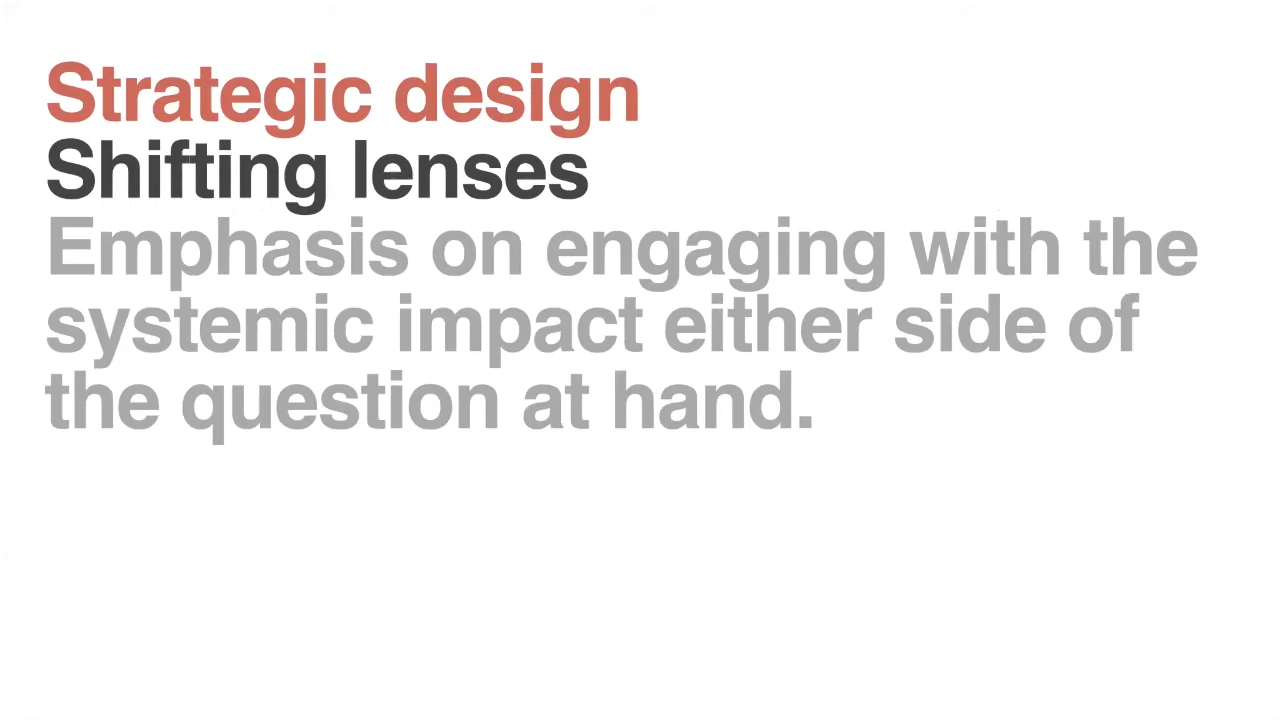 Strategic design
Shifting lenses
Emphasis on engaging with the
systemic impact either side of
the question at hand.